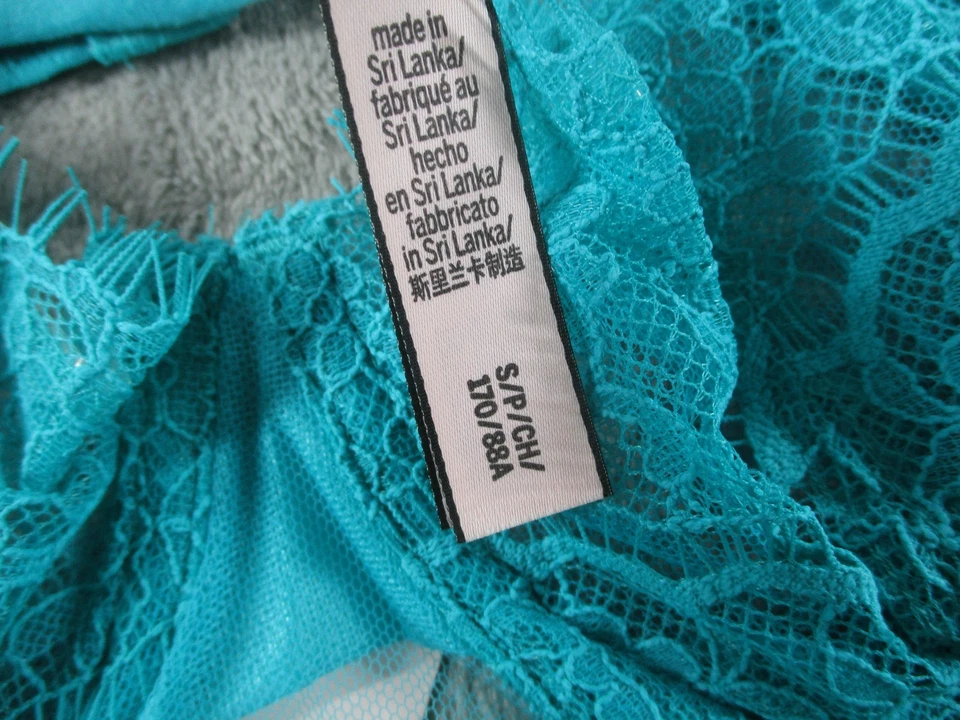 made in
Sri Lanka/
fabriqué au
Sri Lanka/
hecho
en Sri Lanka/
fabbricato
in Sri Lanka/
斯里兰卡制造
S/P/CH/
170/88A